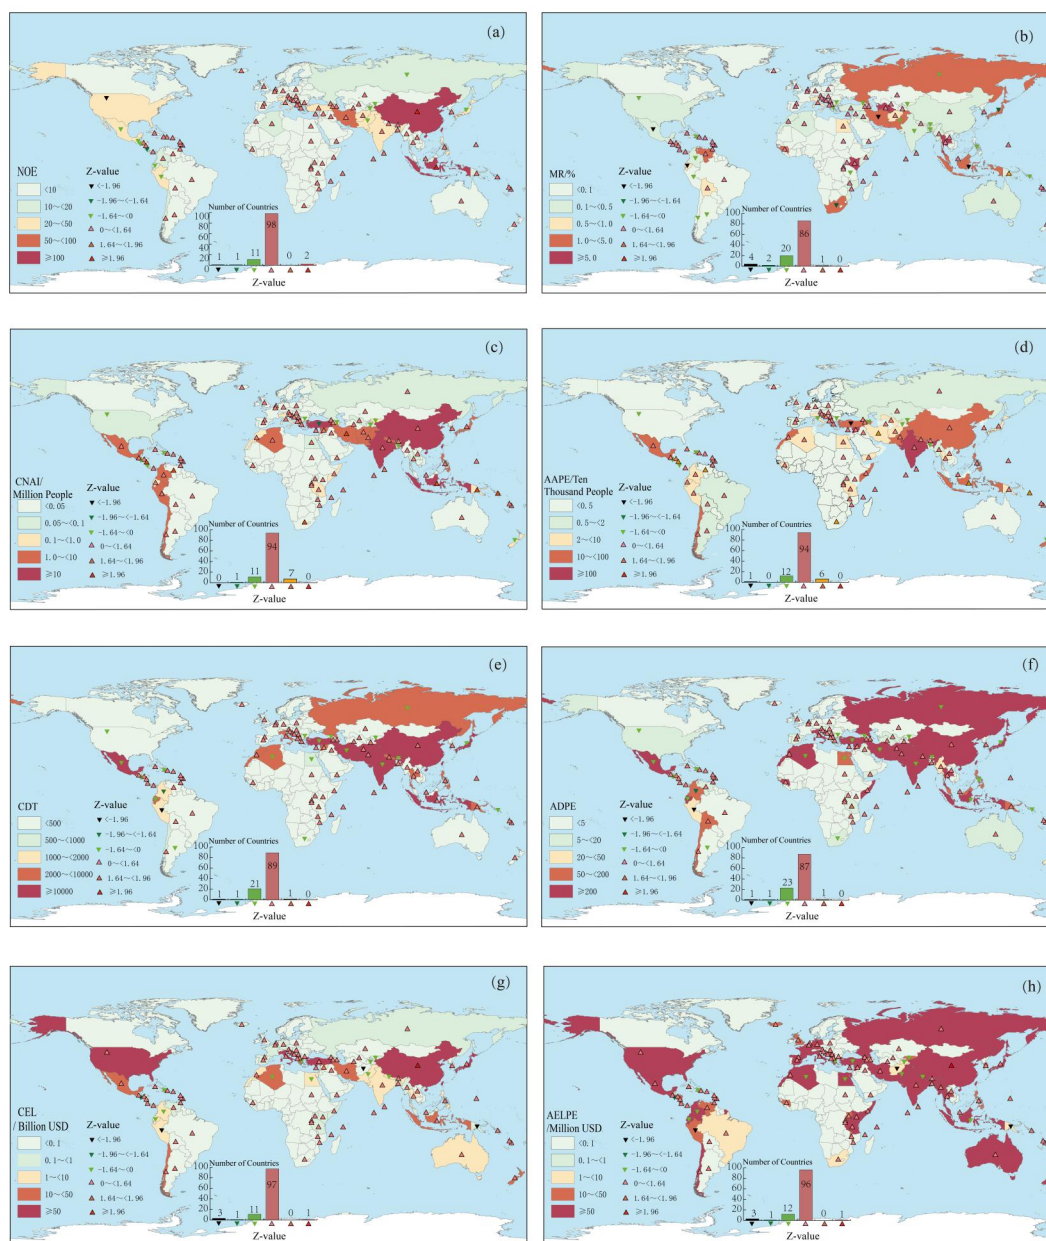 (a)
NOE
<10
10~<20
20~<50
50~<100
≥100
Z-value
<-1.96
-1.96~<-1.64
-1.64~<0
0~<1.64
1.64~<1.96
≥1.96
Number of Countries
100
80
60
40
20
0
1 1 11 98 0 2
Z-value
(b)
MR/%
<0.1
0.1~<0.5
0.5~<1.0
1.0~<5.0
≥5.0
Z-value
<-1.96
-1.96~<-1.64
-1.64~<0
0~<1.64
1.64~<1.96
≥1.96
Number of Countries
100
80
60
40
20
0
4 2 20 86 1 0
Z-value
(c)
CNAI/
Million People
<0.05
0.05~<0.1
0.1~<1.0
1.0~<10
≥10
Z-value
<-1.96
-1.96~<-1.64
-1.64~<0
0~<1.64
1.64~<1.96
≥1.96
Number of Countries
100
80
60
40
20
0
0 1 11 94 7 0
Z-value
(d)
AAPE/Ten
Thousand People
<0.5
0.5~<2
2~<10
10~<100
≥100
Z-value
<-1.96
-1.96~<-1.64
-1.64~<0
0~<1.64
1.64~<1.96
≥1.96
Number of Countries
100
80
60
40
20
0
1 0 12 94 6 0
Z-value
(e)
CDT
<500
500~<1000
1000~<2000
2000~<10000
≥10000
Z-value
<-1.96
-1.96~<-1.64
-1.64~<0
0~<1.64
1.64~<1.96
≥1.96
Number of Countries
100
80
60
40
20
0
1 1 21 89 1 0
Z-value
(f)
ADPE
<5
5~<20
20~<50
50~<200
≥200
Z-value
<-1.96
-1.96~<-1.64
-1.64~<0
0~<1.64
1.64~<1.96
≥1.96
Number of Countries
100
80
60
40
20
0
1 1 23 87 1 0
Z-value
(g)
CEL
/ Billion USD
<0.1
0.1~<1
1~<10
10~<50
≥50
Z-value
<-1.96
-1.96~<-1.64
-1.64~<0
0~<1.64
1.64~<1.96
≥1.96
Number of Countries
100
80
60
40
20
0
3 1 11 97 0 1
Z-value
(h)
AELPE
/Million USD
<0.1
0.1~<1
1~<10
10~<50
≥50
Z-value
<-1.96
-1.96~<-1.64
-1.64~<0
0~<1.64
1.64~<1.96
≥1.96
Number of Countries
100
80
60
40
20
0
3 1 12 96 0 1
Z-value